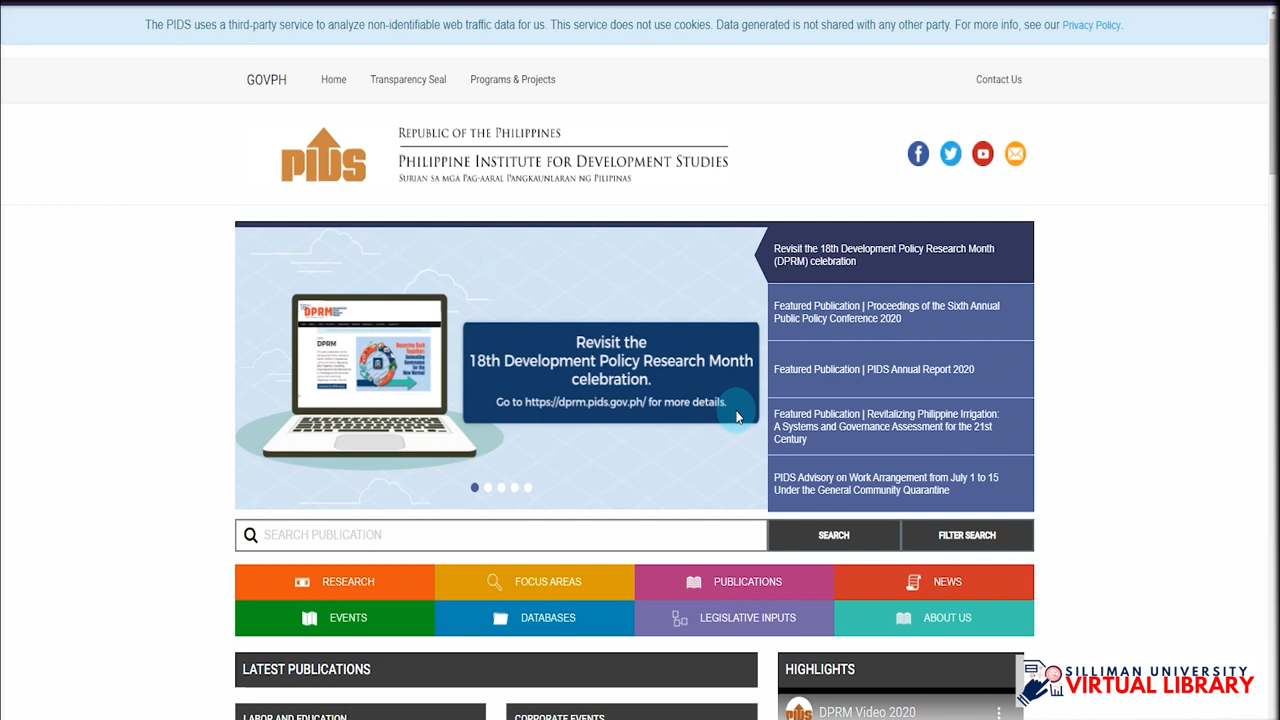 The PIDS uses a third-party service to analyze non-identifiable web traffic data for us. This service does not use cookies. Data generated is not shared with any other party. For more info, see our Privacy Policy.
GOVPH Home Transparency Seal Programs & Projects Contact Us
PIDS
REPUBLIC OF THE PHILIPPINES
PHILIPPINE INSTITUTE FOR DEVELOPMENT STUDIES
SURIAN SA MGA PAG-AARAL PANGKAUNLARAN NG PILIPINAS
DPRM
DPRM
Revisit the
18th Development Policy Research Month
celebration.
Go to https://dprm.pids.gov.ph/ for more details.
Revisit the 18th Development Policy Research Month
(DPRM) celebration
Featured Publication | Proceedings of the Sixth Annual
Public Policy Conference 2020
Featured Publication | PIDS Annual Report 2020
Featured Publication | Revitalizing Philippine Irrigation:
A Systems and Governance Assessment for the 21st
Century
PIDS Advisory on Work Arrangement from July 1 to 15
Under the General Community Quarantine
SEARCH PUBLICATION SEARCH FILTER SEARCH
RESEARCH FOCUS AREAS PUBLICATIONS NEWS
EVENTS DATABASES LEGISLATIVE INPUTS ABOUT US
LATEST PUBLICATIONS HIGHLIGHTS
LABOR AND EDUCATION CORPORATE EVENTS
PIDS DPRM Video 2020
SILLIMAN UNIVERSITY
VIRTUAL LIBRARY